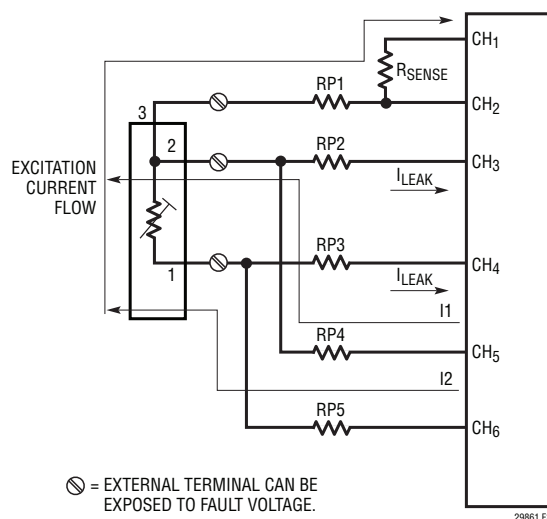 CH1
RSENSE
RP1
CH2
3
2
RP2
CH3
EXCITATION
CURRENT
FLOW
ILEAK
RP3
1
CH4
ILEAK
I1
RP4
CH5
I2
RP5
CH6
= EXTERNAL TERMINAL CAN BE
EXPOSED TO FAULT VOLTAGE.